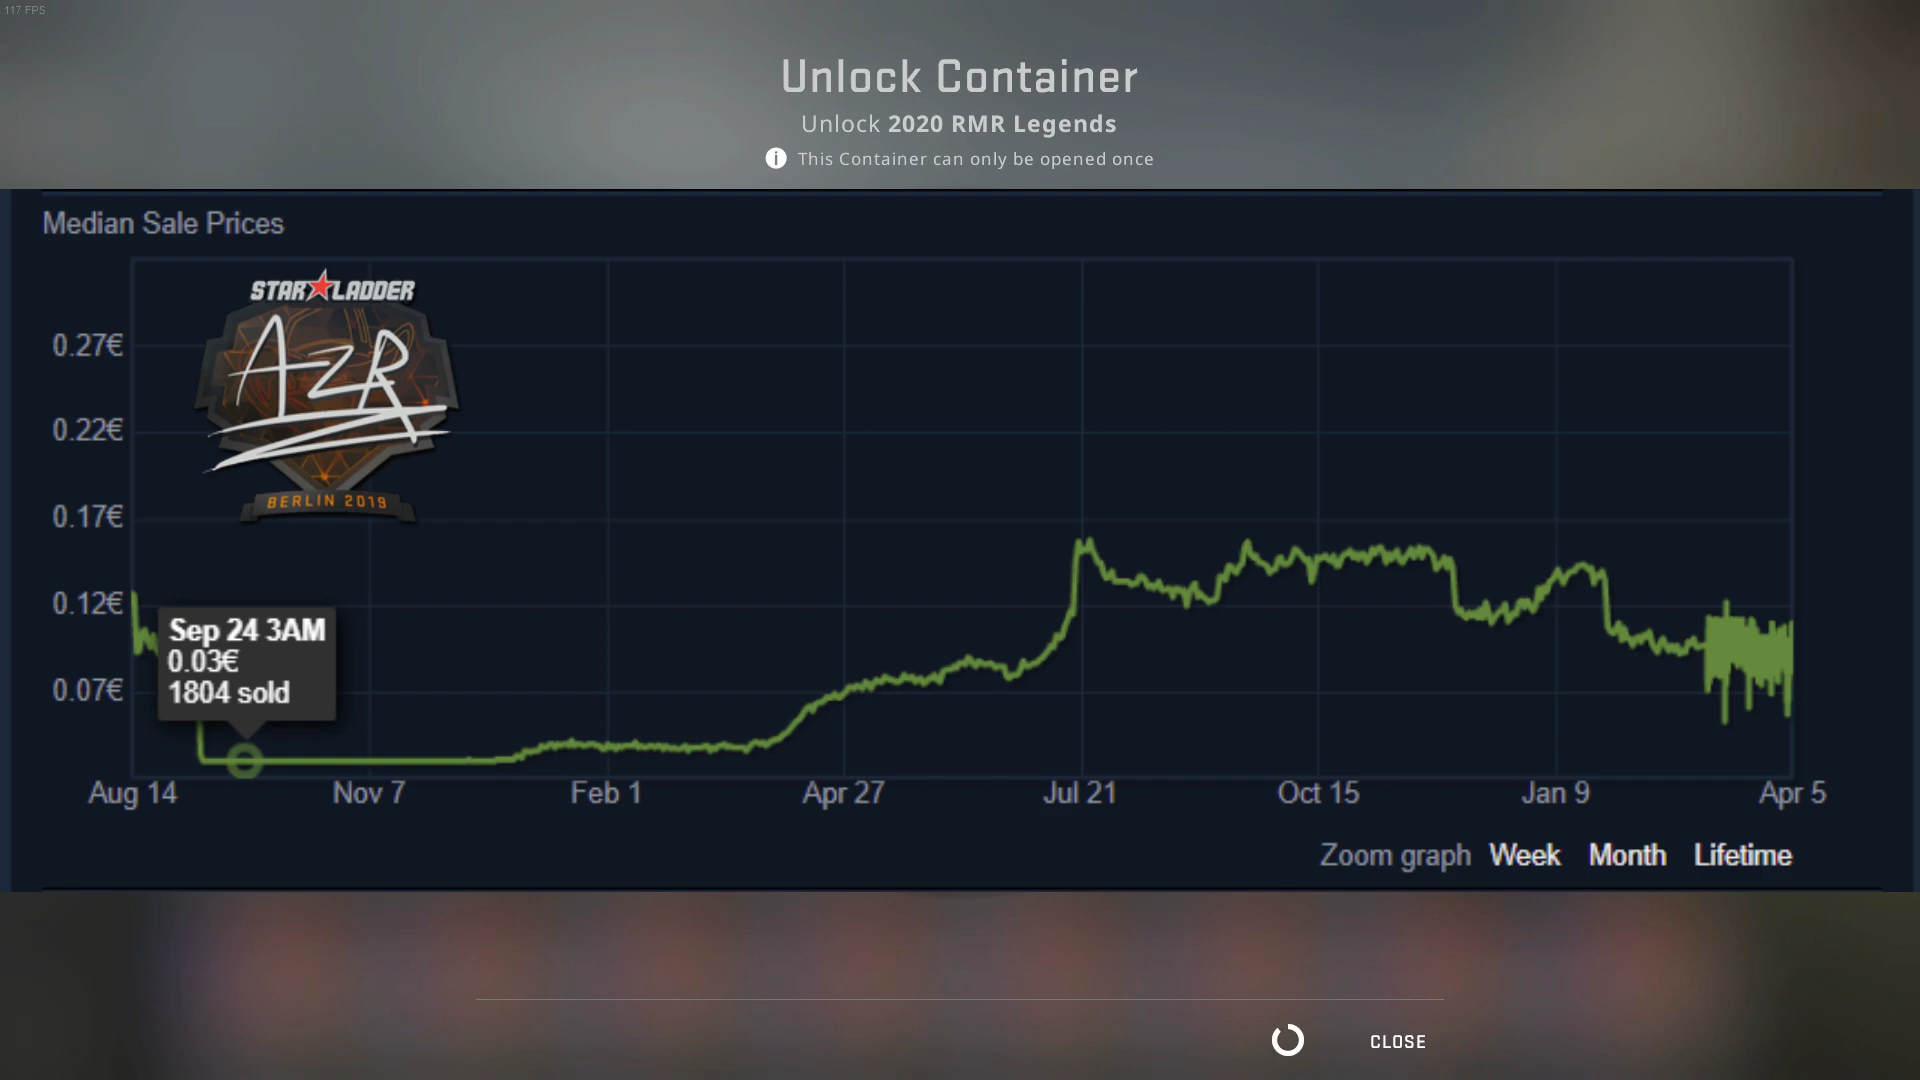 117 FPS
Unlock Container
Unlock 2020 RMR Legends
i This Container can only be opened once
Median Sale Prices
STAR LADDER
AZR
BERLIN 2019
0.27€
0.22€
0.17€
0.12€
0.07€
Sep 24 3AM
0.03€
1804 sold
Aug 14 Nov 7 Feb 1 Apr 27 Jul 21 Oct 15 Jan 9 Apr 5
Zoom graph Week Month Lifetime
CLOSE